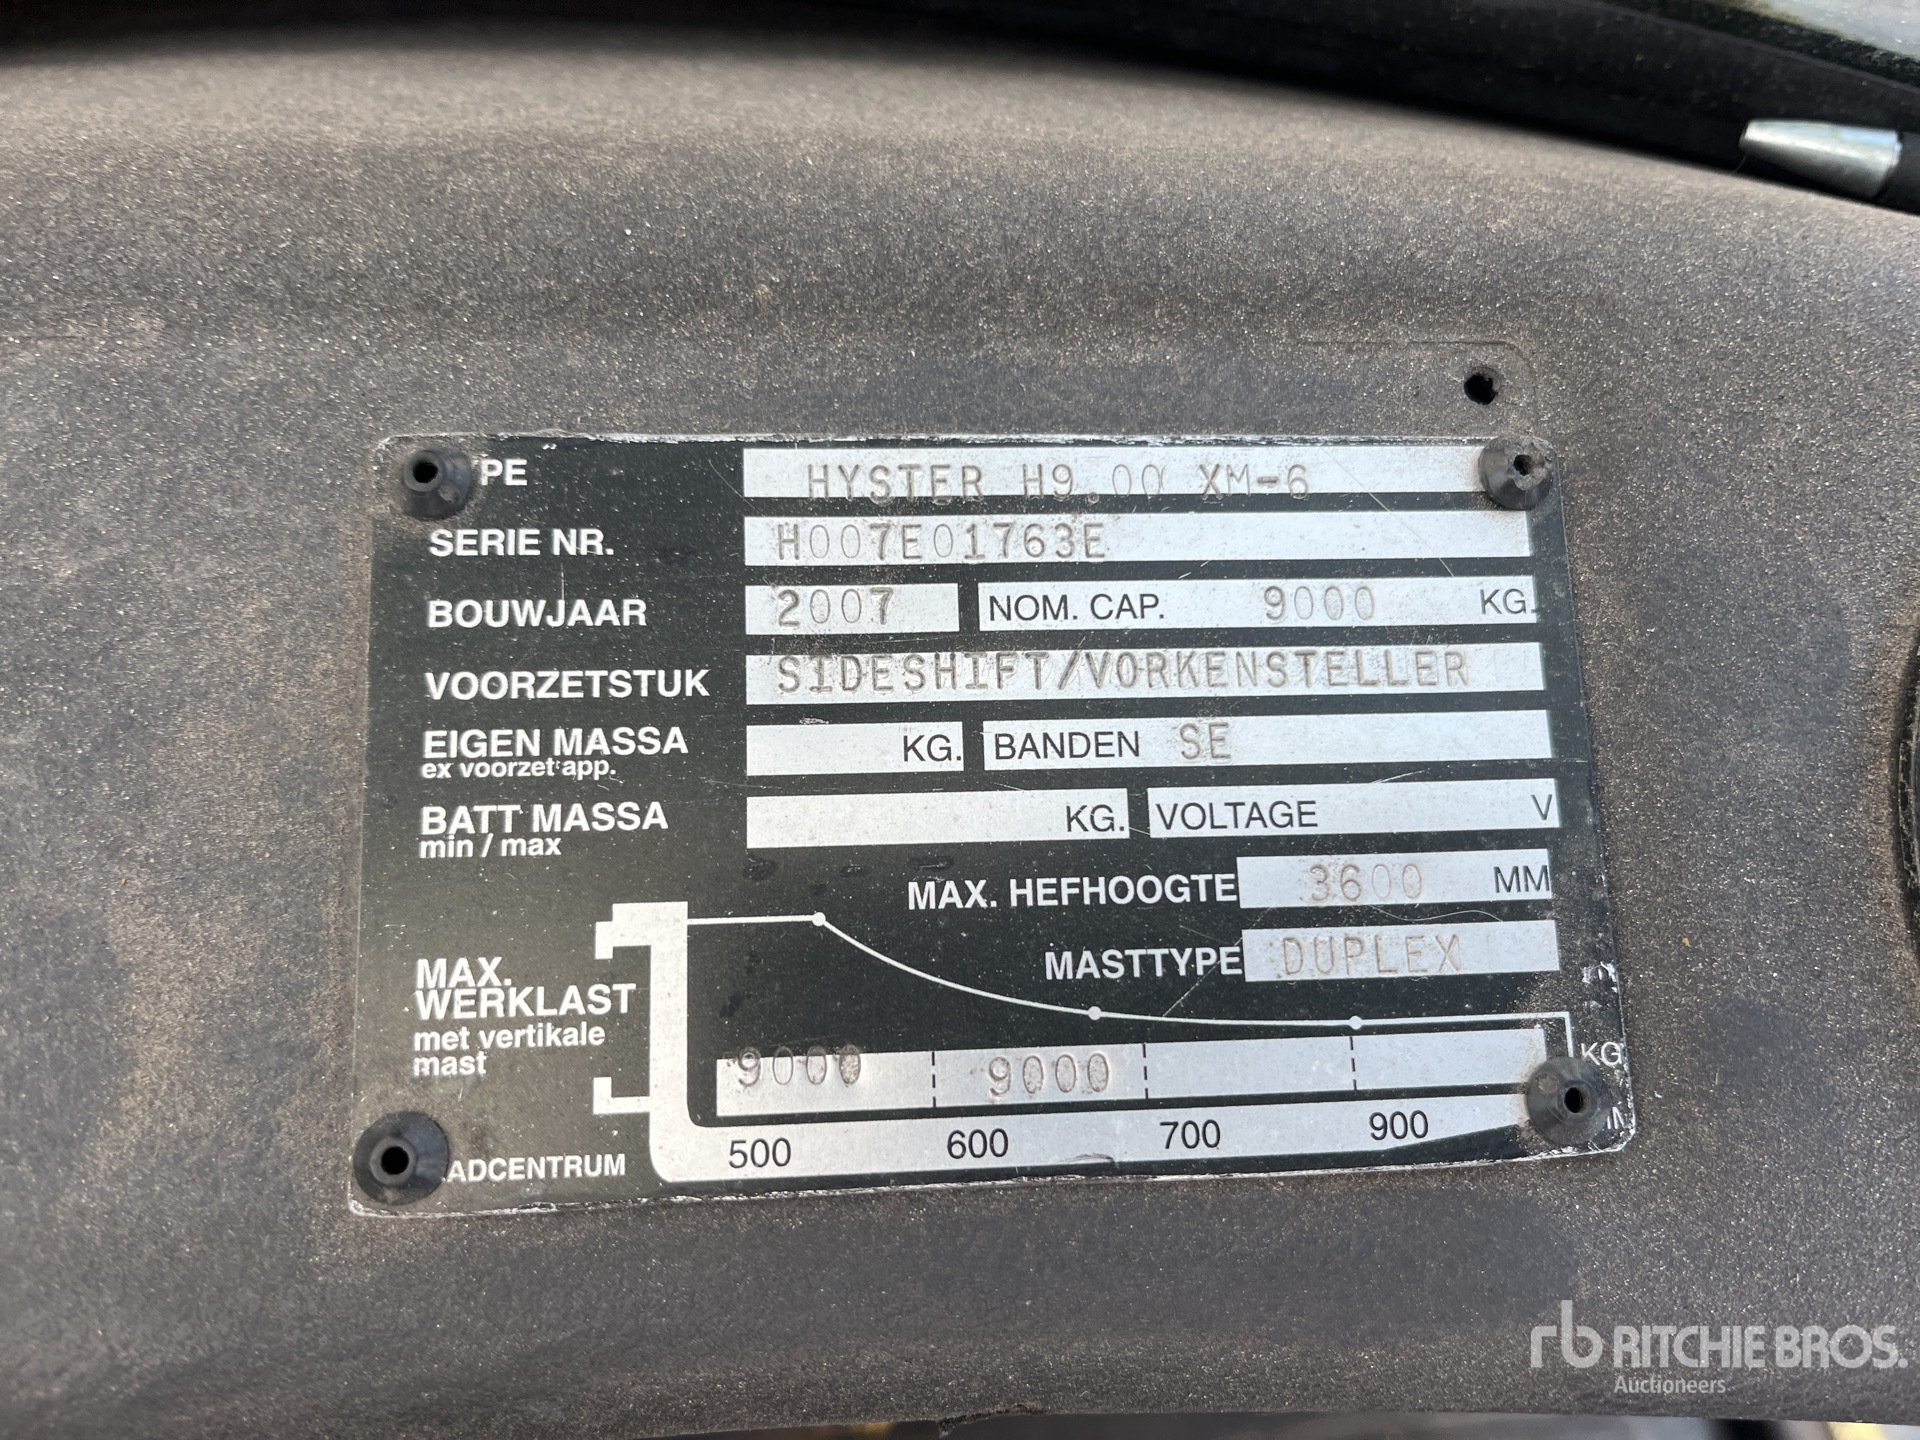 HYSTER H9.00 XM-6
SERIE NR. H007E01763E
BOUWJAAR 2007 NOM. CAP. 9000 KG.
VOORZETSTUK SIDESHIFT/VORKENSTELLER
EIGEN MASSA KG. BANDEN SE
ex voorzet app.
BATT MASSA KG. VOLTAGE V
min / max
MAX. HEFHOOGTE 3600 MM
MASTTYPE DUPLEX
MAX.
WERKLAST
met vertikale
mast
9000 9000 KG
500 600 700 900
RITCHIE BROS.
Auctioneers